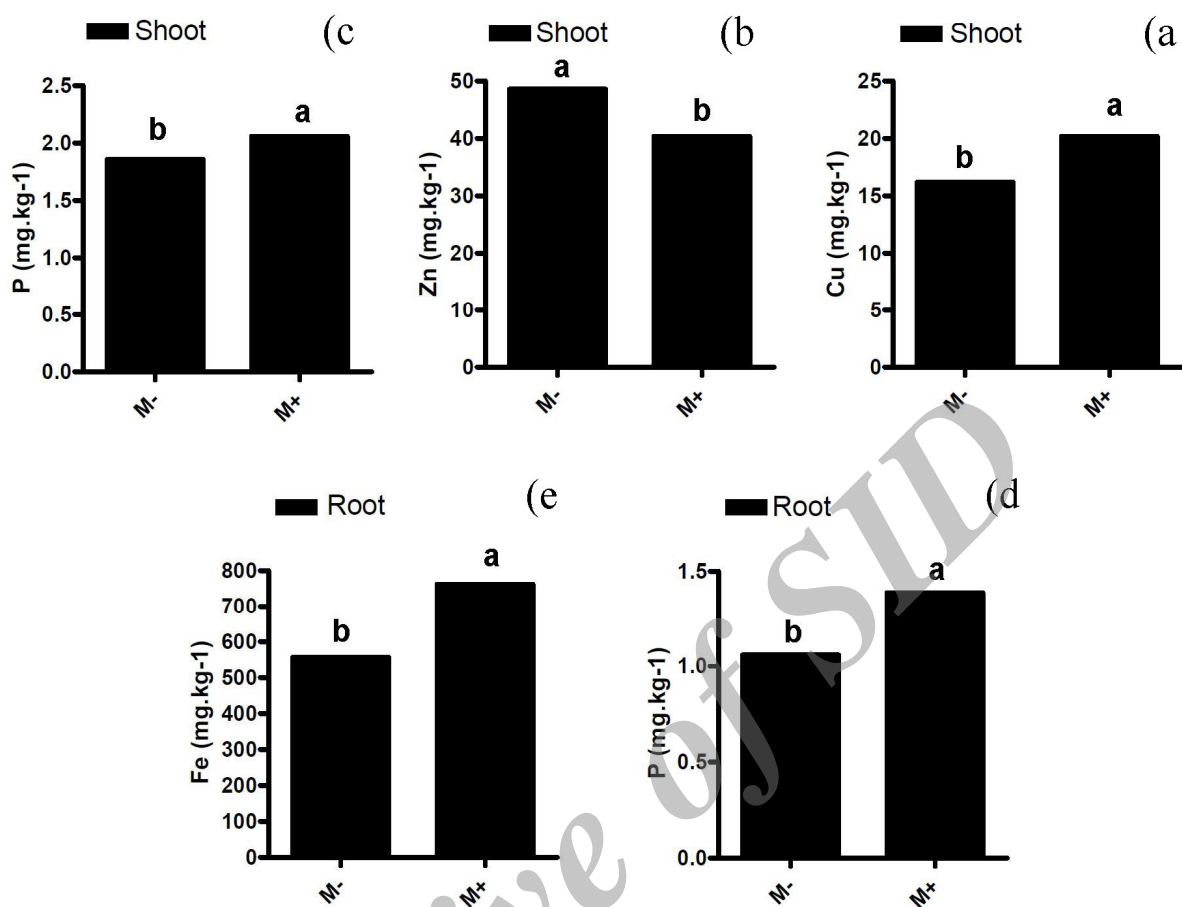 Shoot (c
b a
2.5
2.0
1.5
1.0
0.5
0.0
P (mg.kg-1)
M- M+
Shoot (b
a b
50
40
30
20
10
0
Zn (mg.kg-1)
M- M+
Shoot (a
b a
25
20
15
10
5
0
Cu (mg.kg-1)
M- M+
Root (e
b a
800
700
600
500
400
300
200
100
0
Fe (mg.kg-1)
M- M+
Root (d
b a
1.5
1.0
0.5
0.0
P (mg.kg-1)
M- M+
ive of SID